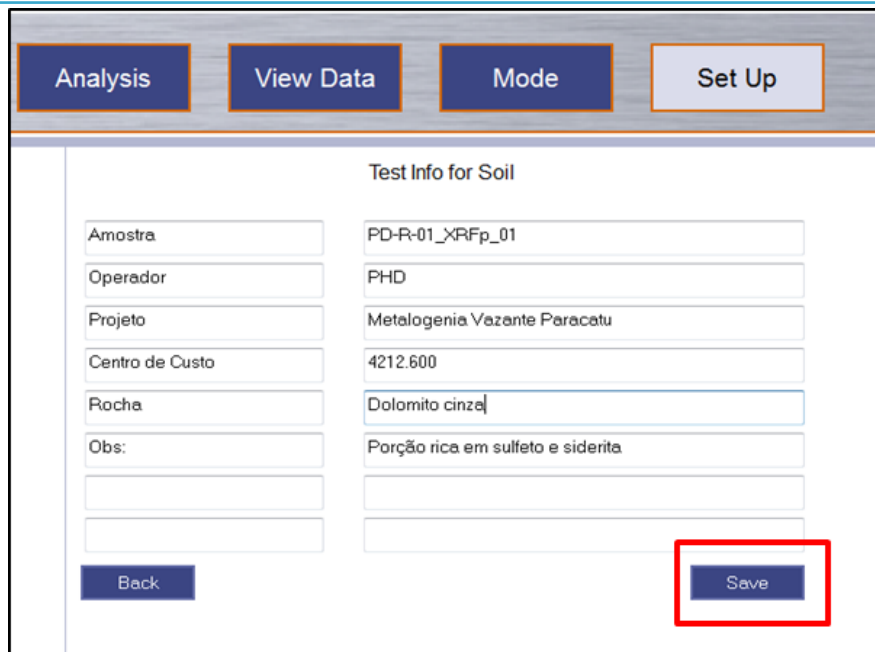 Analysis View Data Mode Set Up
Test Info for Soil
Amostra PD-R-01_XRFp_01
Operador PHD
Projeto Metalogenia Vazante Paracatu
Centro de Custo 4212.600
Rocha Dolomito cinza
Obs: Porção rica em sulfeto e siderita
Back Save